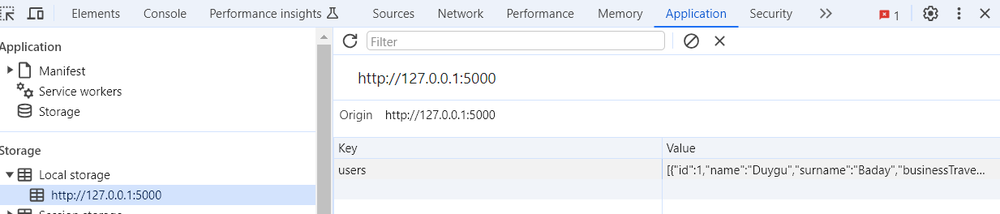 Elements Console Performance insights Sources Network Performance Memory Application Security 1
Application
Manifest
Service workers
Storage
Storage
Local storage
http://127.0.0.1:5000
Filter
http://127.0.0.1:5000
Origin http://127.0.0.1:5000
Key Value
users [{"id":1,"name":"Duygu","surname":"Baday","businessTrave...